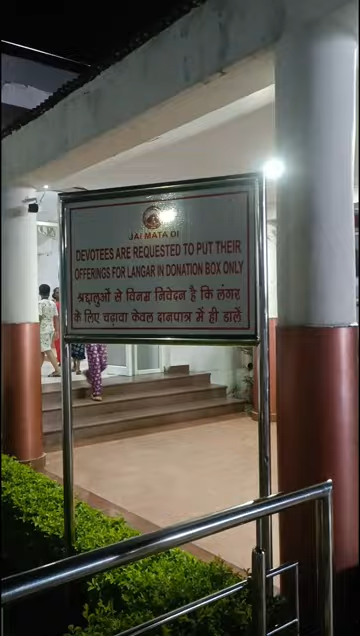 JAI MATA DI
DEVOTEES ARE REQUESTED TO PUT THEIR
OFFERINGS FOR LANGAR IN DONATION BOX ONLY
श्रद्धालुओं से विनम्र निवेदन है कि लंगर
के लिए चढ़ावा केवल दानपात्र में ही डालें